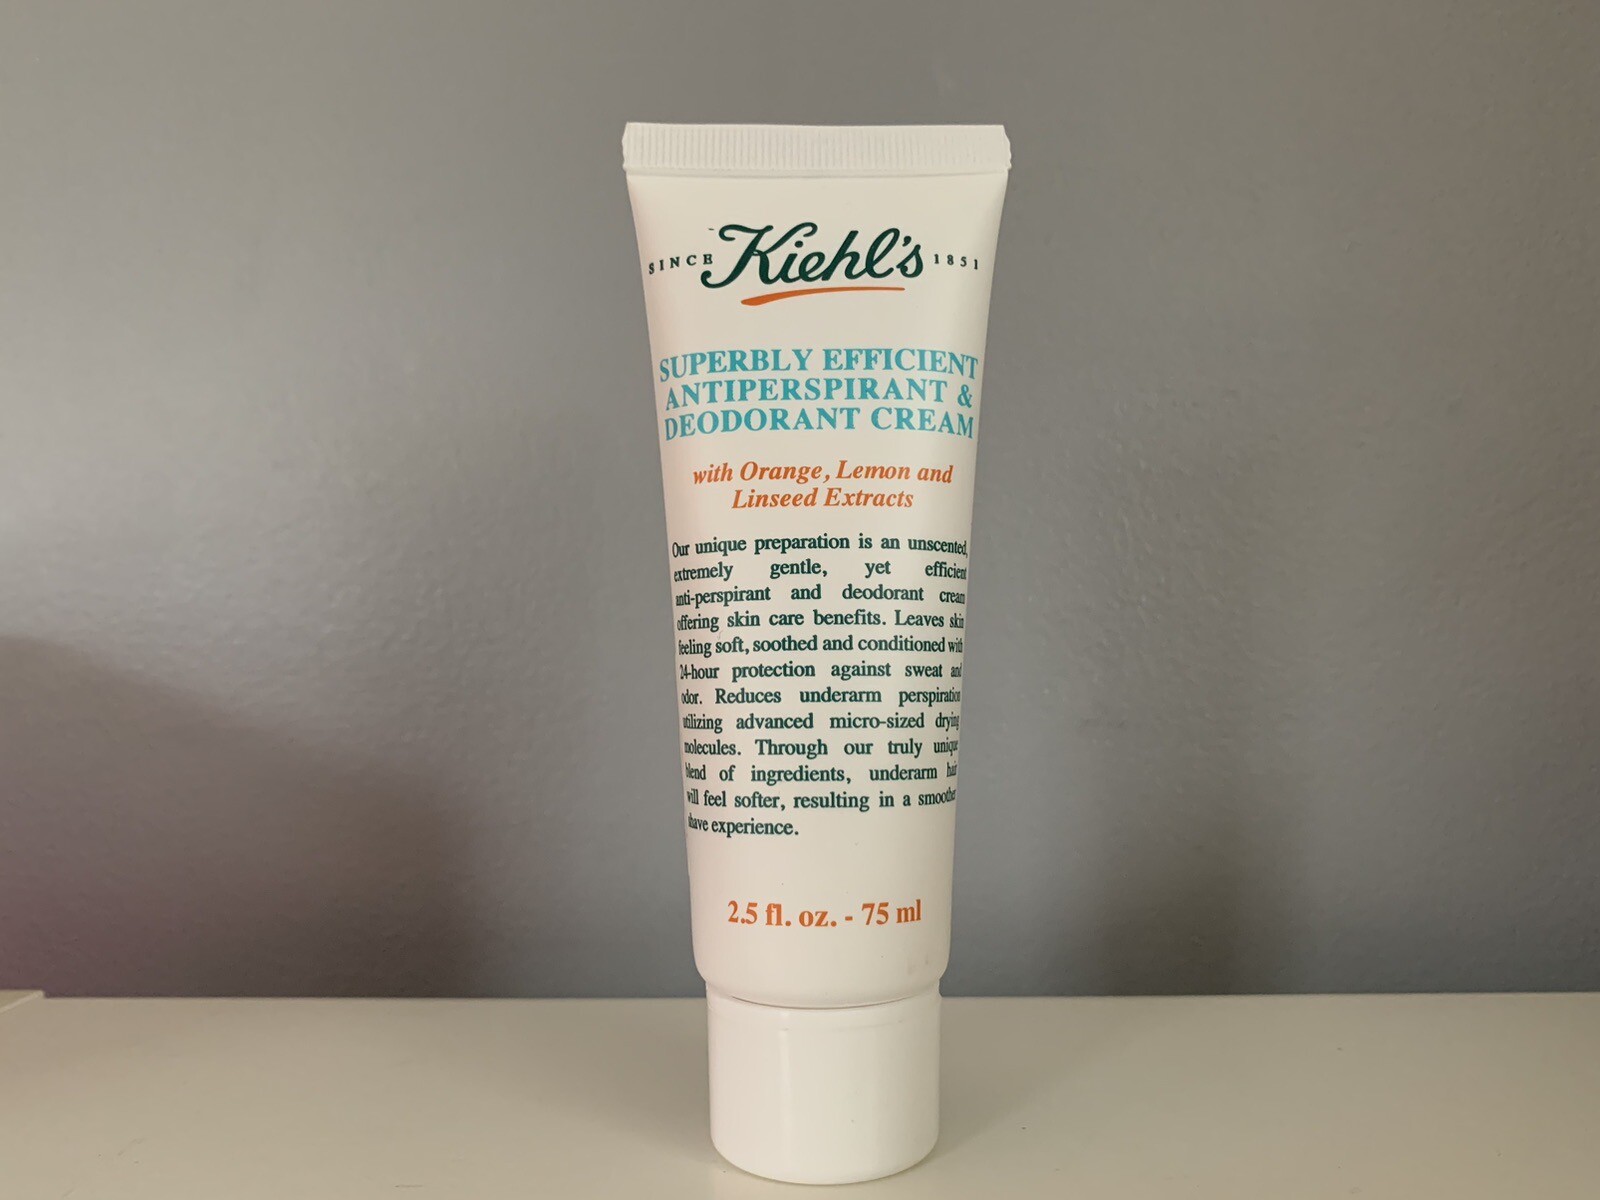 SINCE Kiehl's 1851
SUPERBLY EFFICIENT
ANTIPERSPIRANT &
DEODORANT CREAM
with Orange, Lemon and
Linseed Extracts
Our unique preparation is an unscented,
extremely gentle, yet efficient
anti-perspirant and deodorant cream
offering skin care benefits. Leaves skin
feeling soft, soothed and conditioned with
24-hour protection against sweat and
odor. Reduces underarm perspiration
utilizing advanced micro-sized drying
molecules. Through our truly unique
blend of ingredients, underarm hair
will feel softer, resulting in a smoother
shave experience.
2.5 fl. oz. - 75 ml